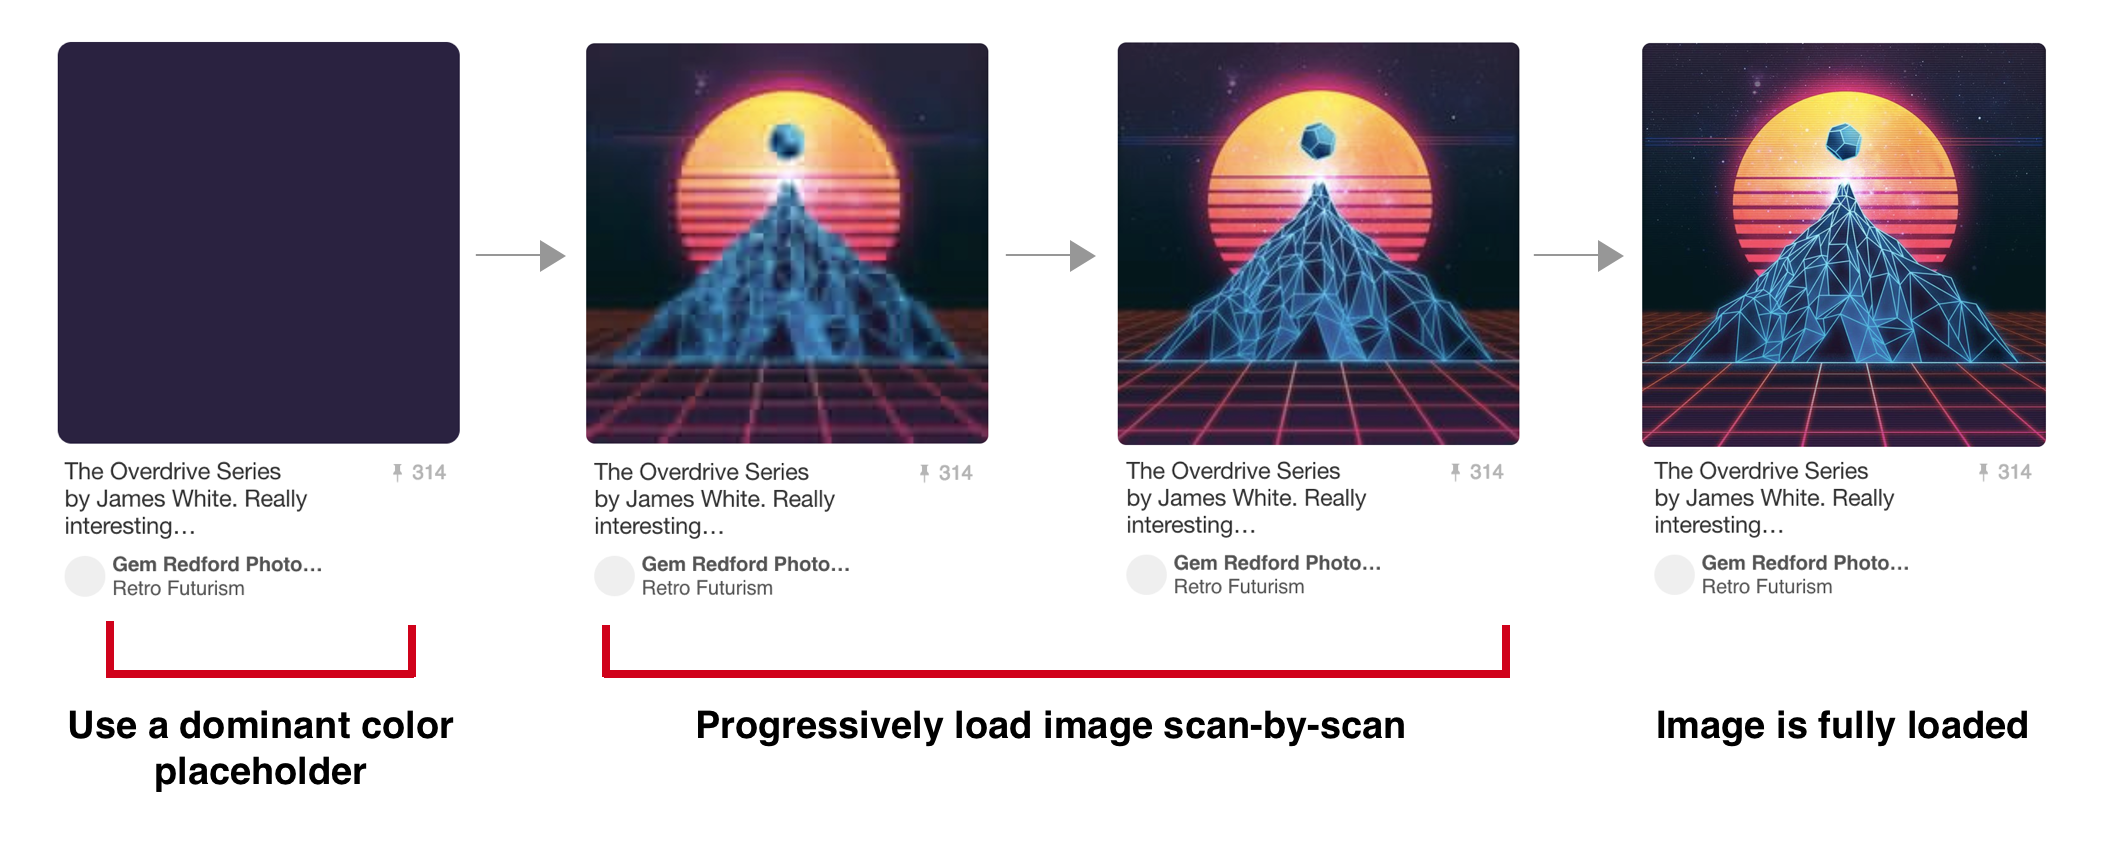 The Overdrive Series
by James White. Really
interesting…
314
Gem Redford Photo…
Retro Futurism
The Overdrive Series
by James White. Really
interesting…
314
Gem Redford Photo…
Retro Futurism
The Overdrive Series
by James White. Really
interesting…
314
Gem Redford Photo…
Retro Futurism
The Overdrive Series
by James White. Really
interesting…
314
Gem Redford Photo…
Retro Futurism
Use a dominant color
placeholder
Progressively load image scan-by-scan
Image is fully loaded